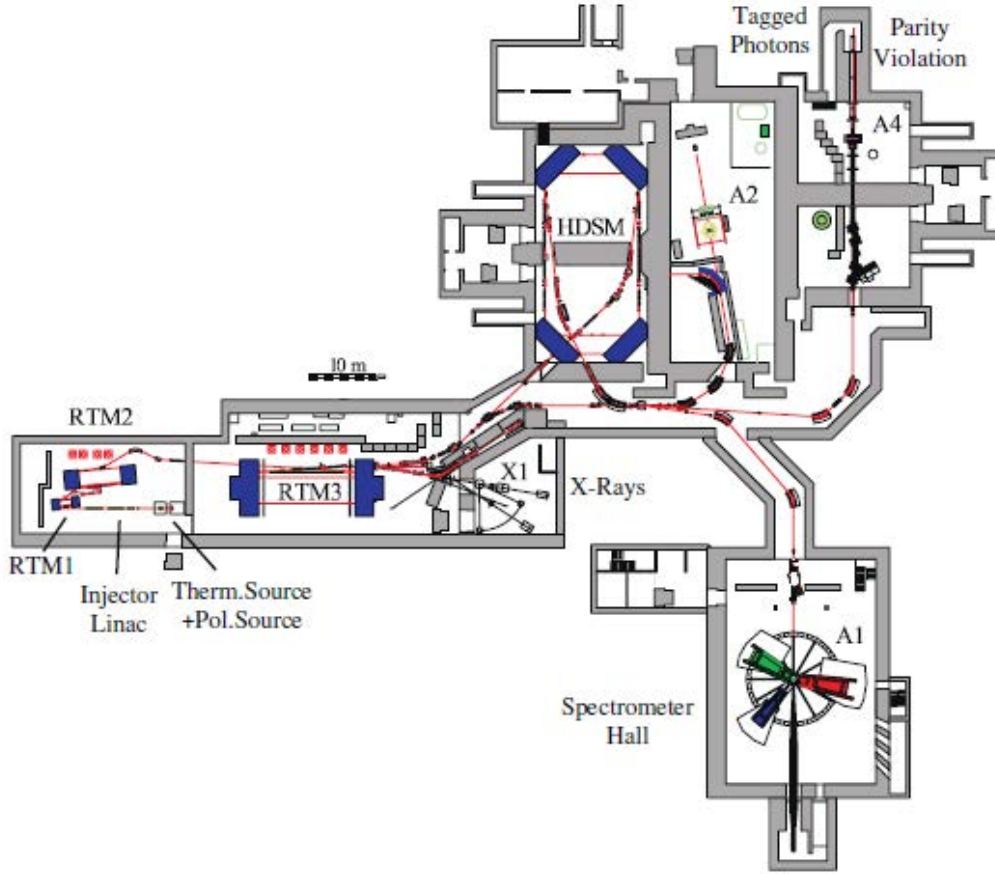 Tagged
Photons
Parity
Violation
A4
A2
HDSM
10 m
RTM2
RTM3
X1
X-Rays
RTM1
Injector
Linac
Therm.Source
+Pol.Source
A1
Spectrometer
Hall